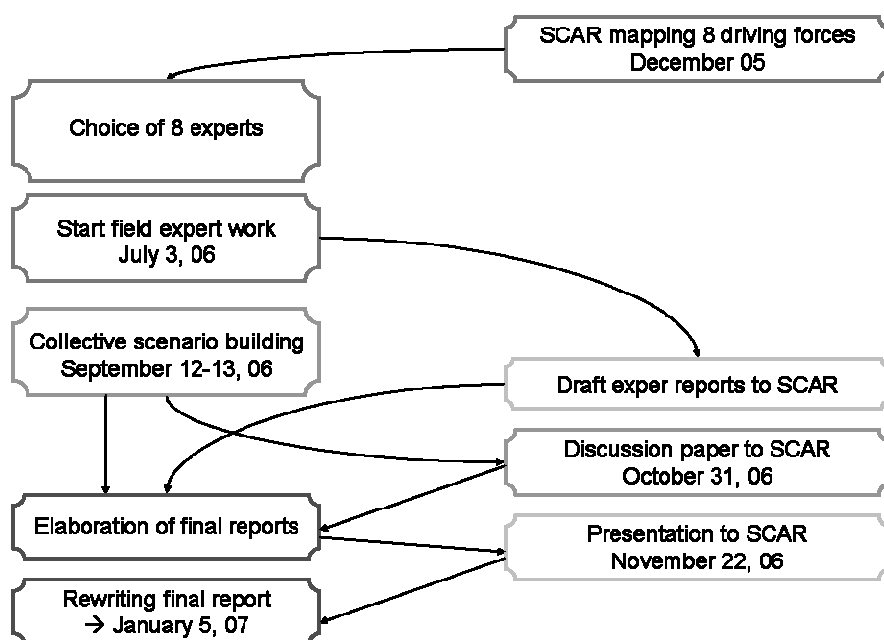 SCAR mapping 8 driving forces
December 05
Choice of 8 experts
Start field expert work
July 3, 06
Collective scenario building
September 12-13, 06
Draft exper reports to SCAR
Discussion paper to SCAR
October 31, 06
Elaboration of final reports
Presentation to SCAR
November 22, 06
Rewriting final report
→ January 5, 07